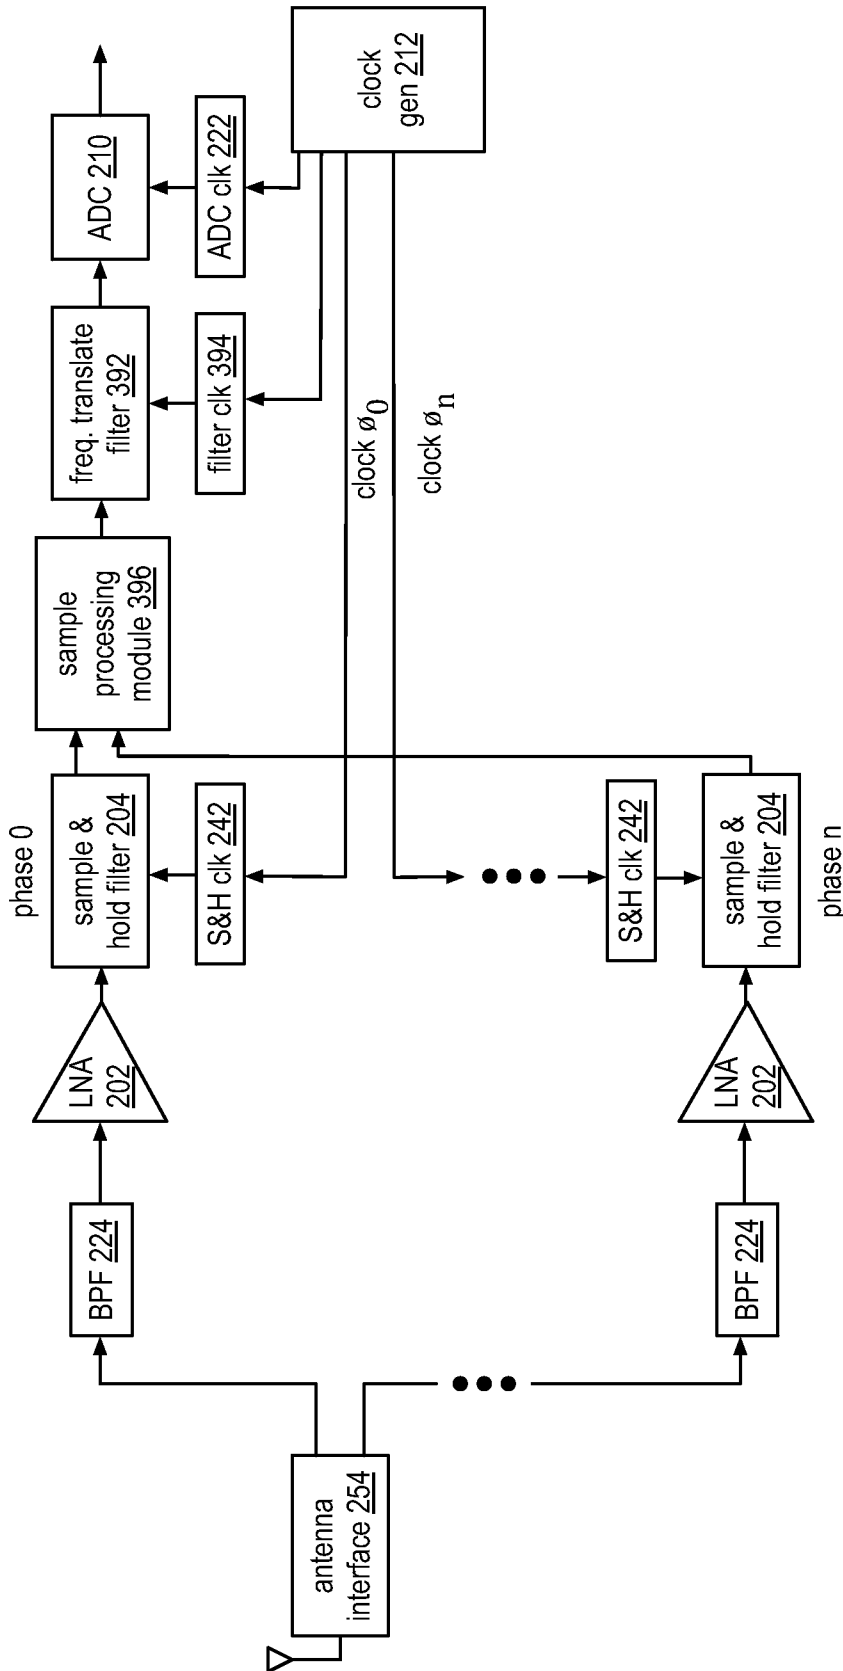 phase 0
antenna
interface 254
BPF 224
LNA
202
sample &
hold filter 204
S&H clk 242
sample
processing
module 396
freq. translate
filter 392
filter clk 394
ADC 210
ADC clk 222
clock
gen 212
clock ø0
clock øn
BPF 224
LNA
202
S&H clk 242
sample &
hold filter 204
phase n